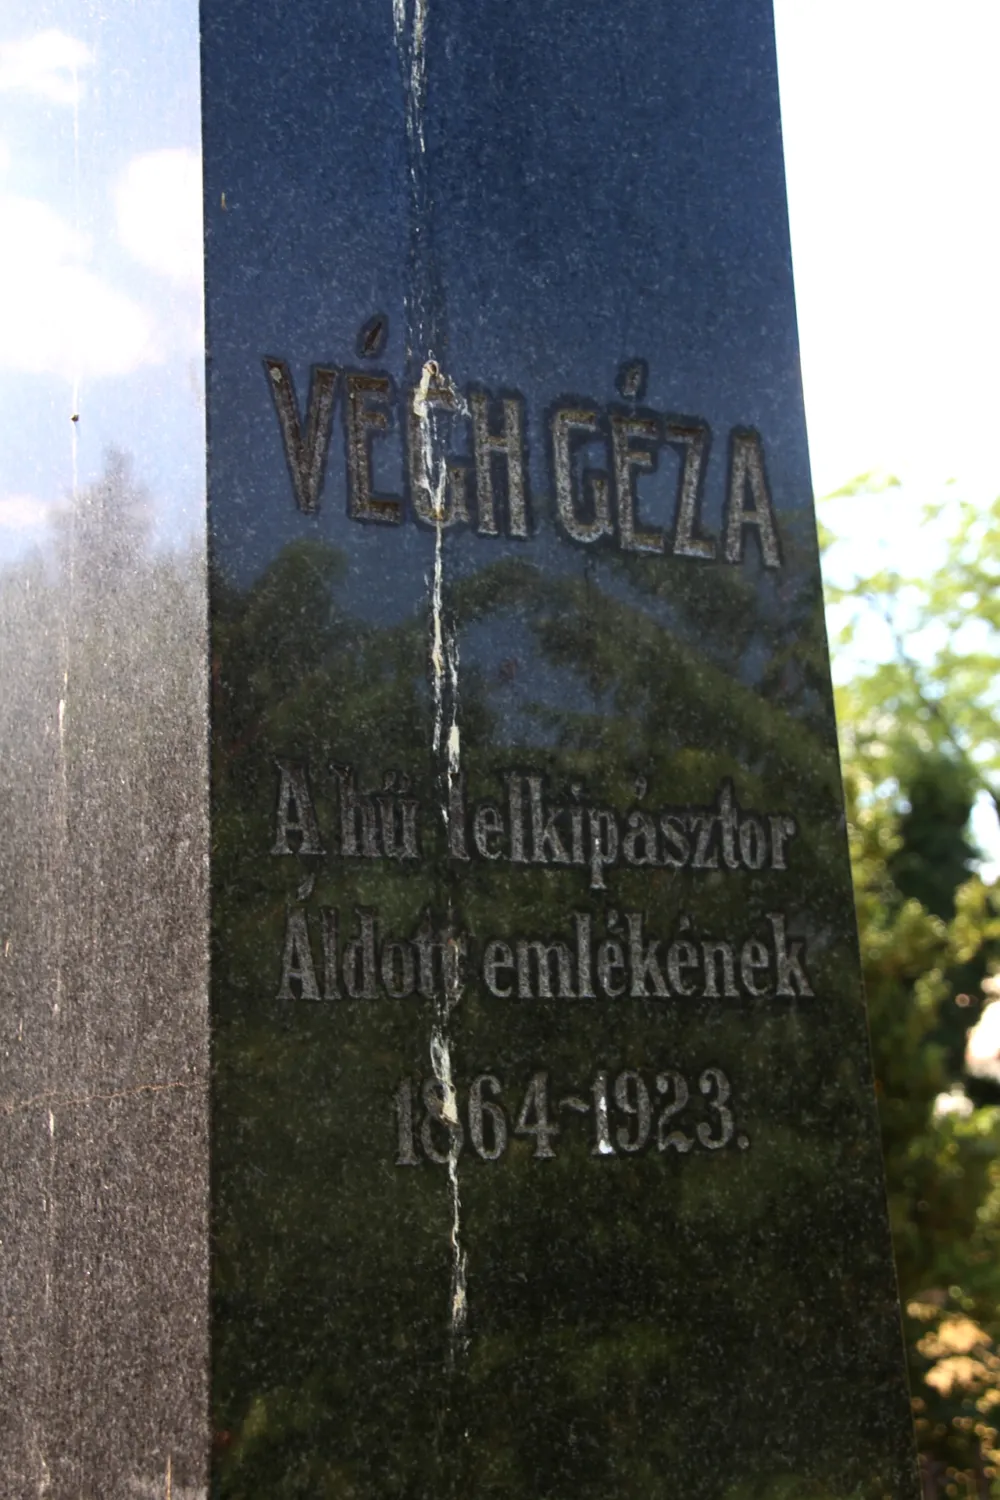 VÉGH GÉZA
A hű lelkipásztor
Áldott emlékének
1864~1923.